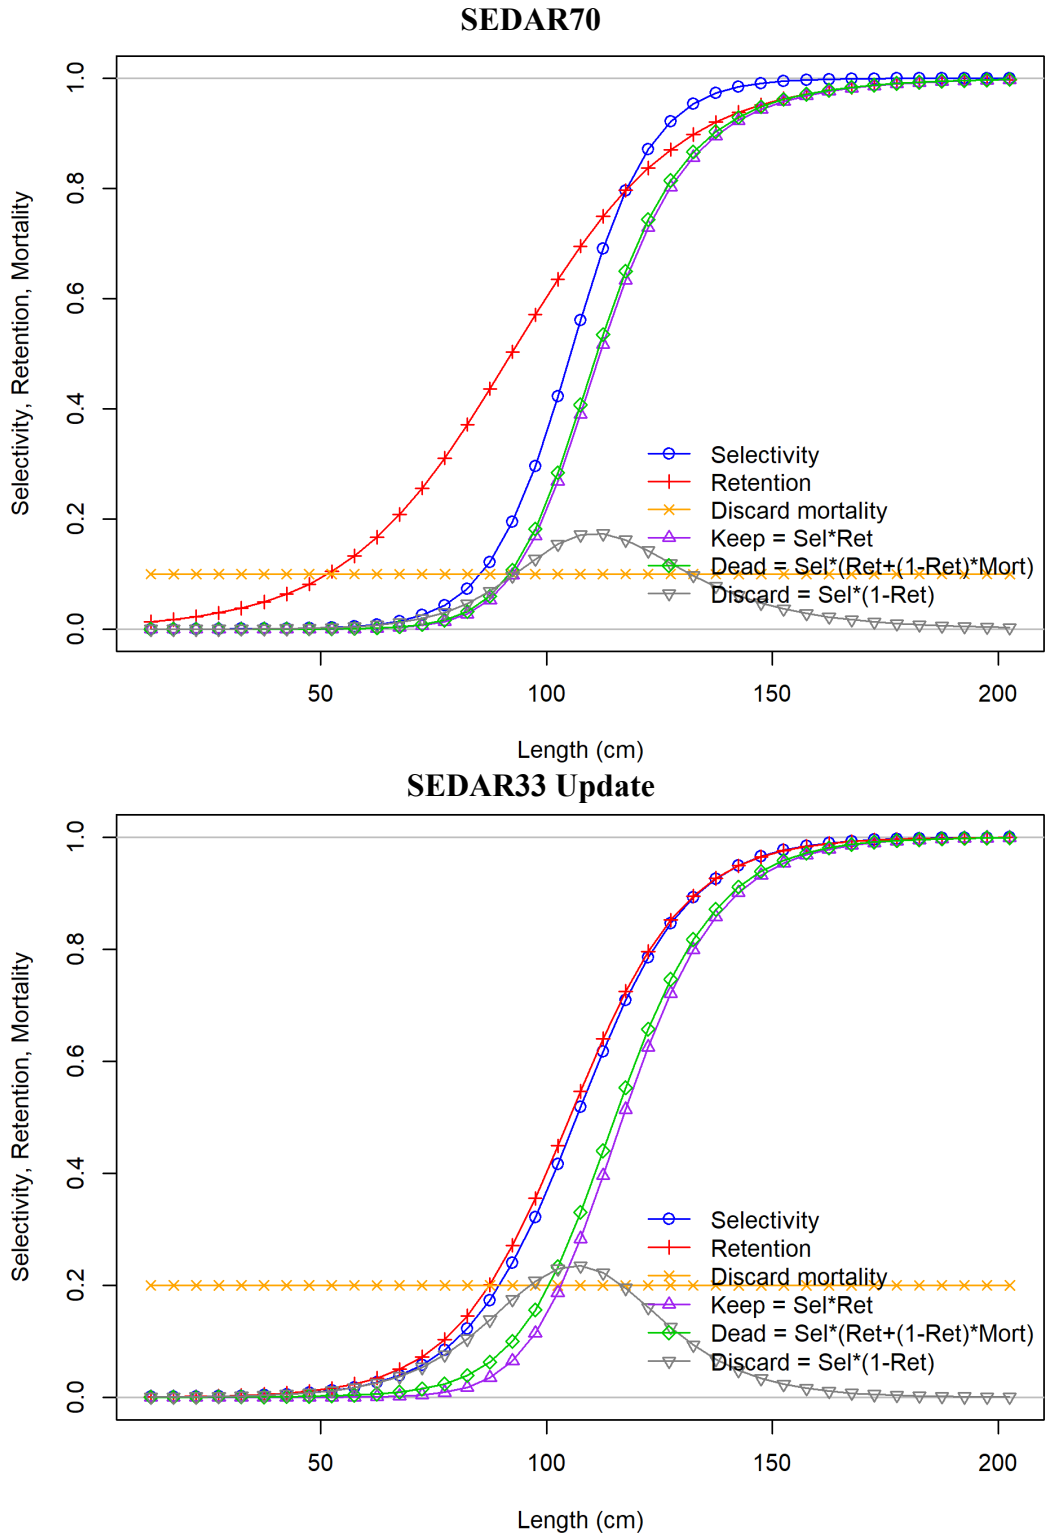 SEDAR70
1.0
0.8
0.6
0.4
0.2
0.0
Selectivity, Retention, Mortality
Selectivity
Retention
Discard mortality
Keep = Sel*Ret
Dead = Sel*(Ret+(1-Ret)*Mort)
Discard = Sel*(1-Ret)
50 100 150 200
Length (cm)
SEDAR33 Update
1.0
0.8
0.6
0.4
0.2
0.0
Selectivity, Retention, Mortality
Selectivity
Retention
Discard mortality
Keep = Sel*Ret
Dead = Sel*(Ret+(1-Ret)*Mort)
Discard = Sel*(1-Ret)
50 100 150 200
Length (cm)